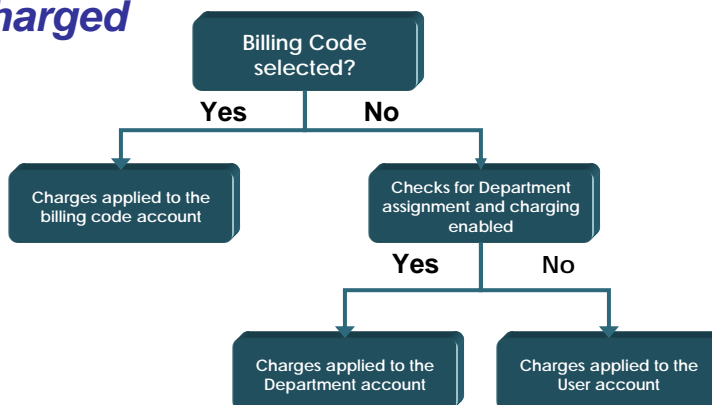 harged
Billing Code
selected?
Yes
No
Charges applied to the
billing code account
Checks for Department
assignment and charging
enabled
Yes
No
Charges applied to the
Department account
Charges applied to the
User account